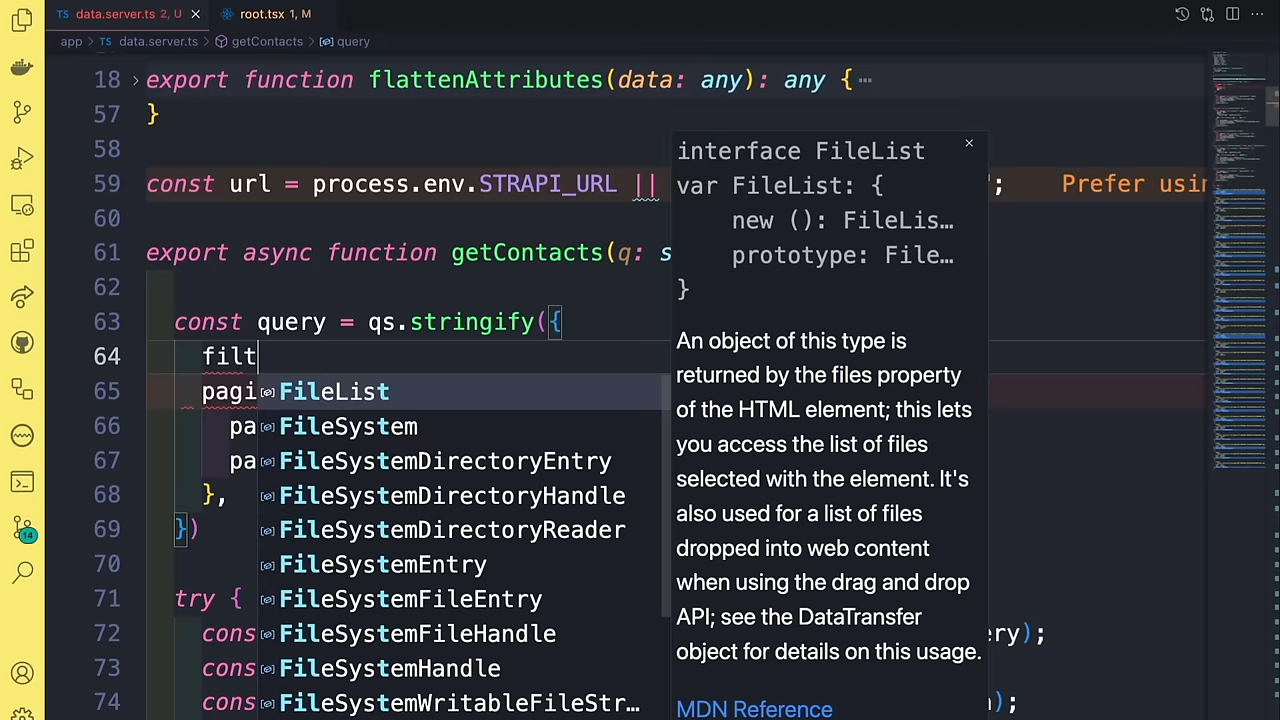 TS data.server.ts 2, U ×
root.tsx 1, M
···
app > TS data.server.ts > getContacts > query
18 > export function flattenAttributes(data: any): any { ···
57 }
58
59 const url = process.env.STRAPI_URL || "; Prefer usin
60
61 export async function getContacts(q: s
62
63 const query = qs.stringify({
64 filt
65 pagi
66 pa
67 pa
68 },
69 })
70
71 try {
72 cons ry);
73 cons
74 cons );
FileList
FileSystem
FileSystemDirectoryEntry
FileSystemDirectoryHandle
FileSystemDirectoryReader
FileSystemEntry
FileSystemFileEntry
FileSystemFileHandle
FileSystemHandle
FileSystemWritableFileStr…
interface FileList ×
var FileList: {
new (): FileLis…
prototype: File…
}
An object of this type is
returned by the files property
of the HTML element; this lets
you access the list of files
selected with the element. It's
also used for a list of files
dropped into web content
when using the drag and drop
API; see the DataTransfer
object for details on this usage.
MDN Reference
14